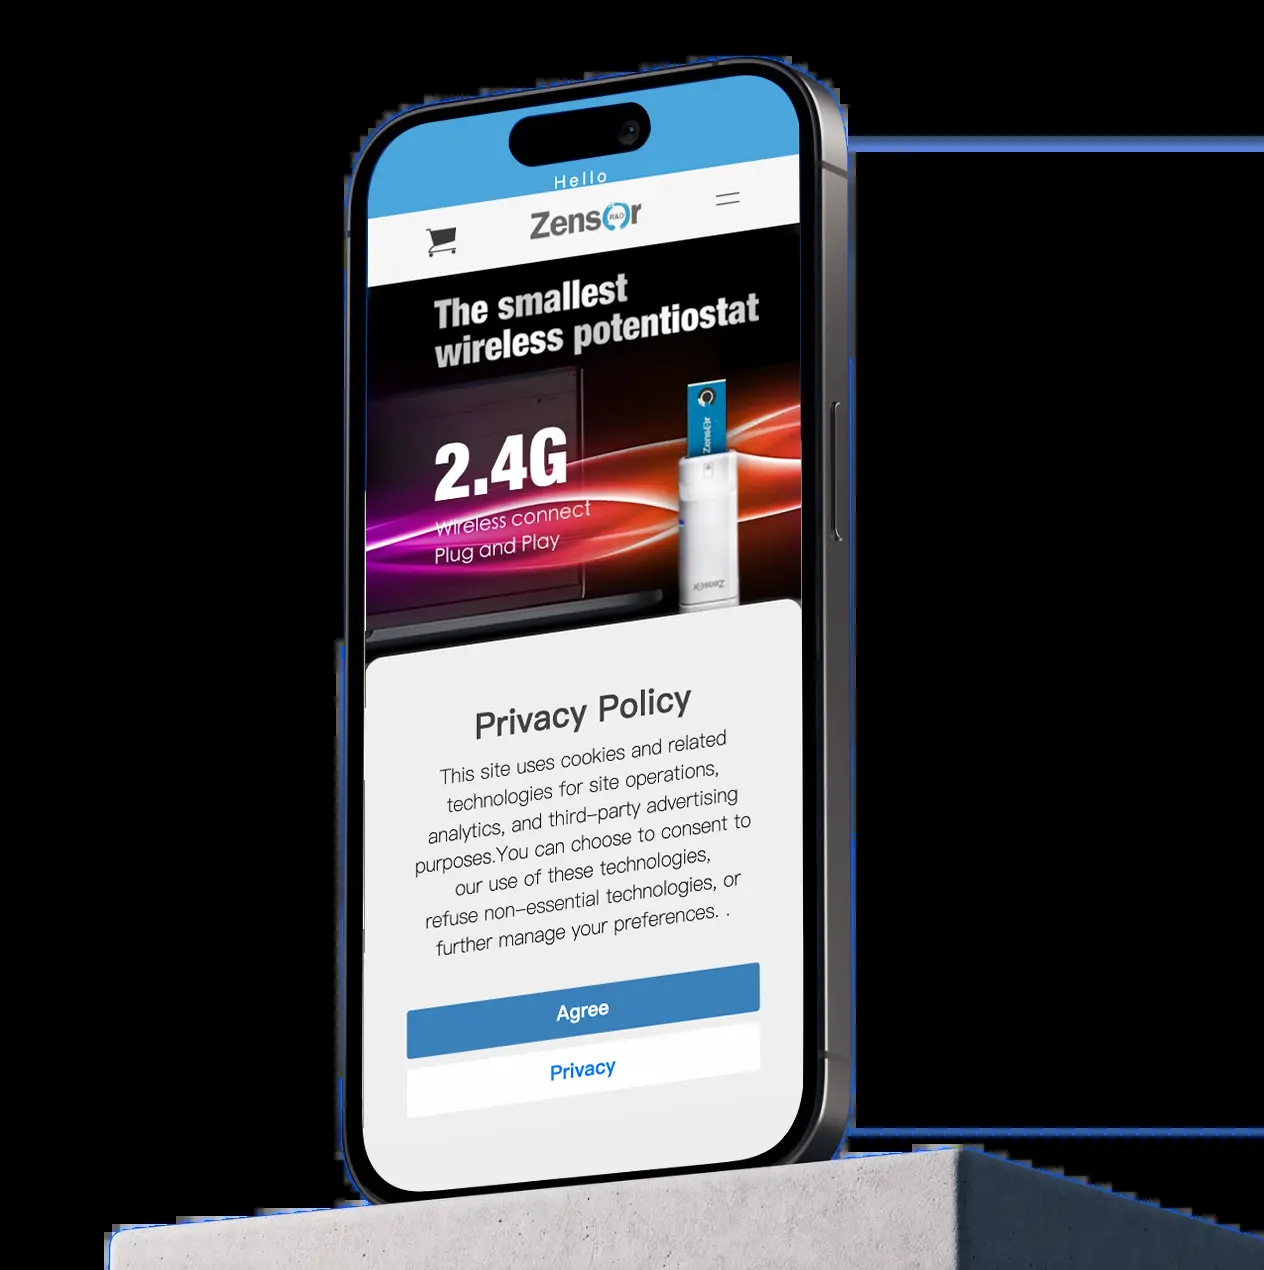 Hello
ZensOr
R&D
The smallest
wireless potentiostat
2.4G
Wireless connect
Plug and Play
ZensOr
ZensOr
Privacy Policy
This site uses cookies and related
technologies for site operations,
analytics, and third-party advertising
purposes.You can choose to consent to
our use of these technologies,
refuse non-essential technologies, or
further manage your preferences. .
Agree
Privacy